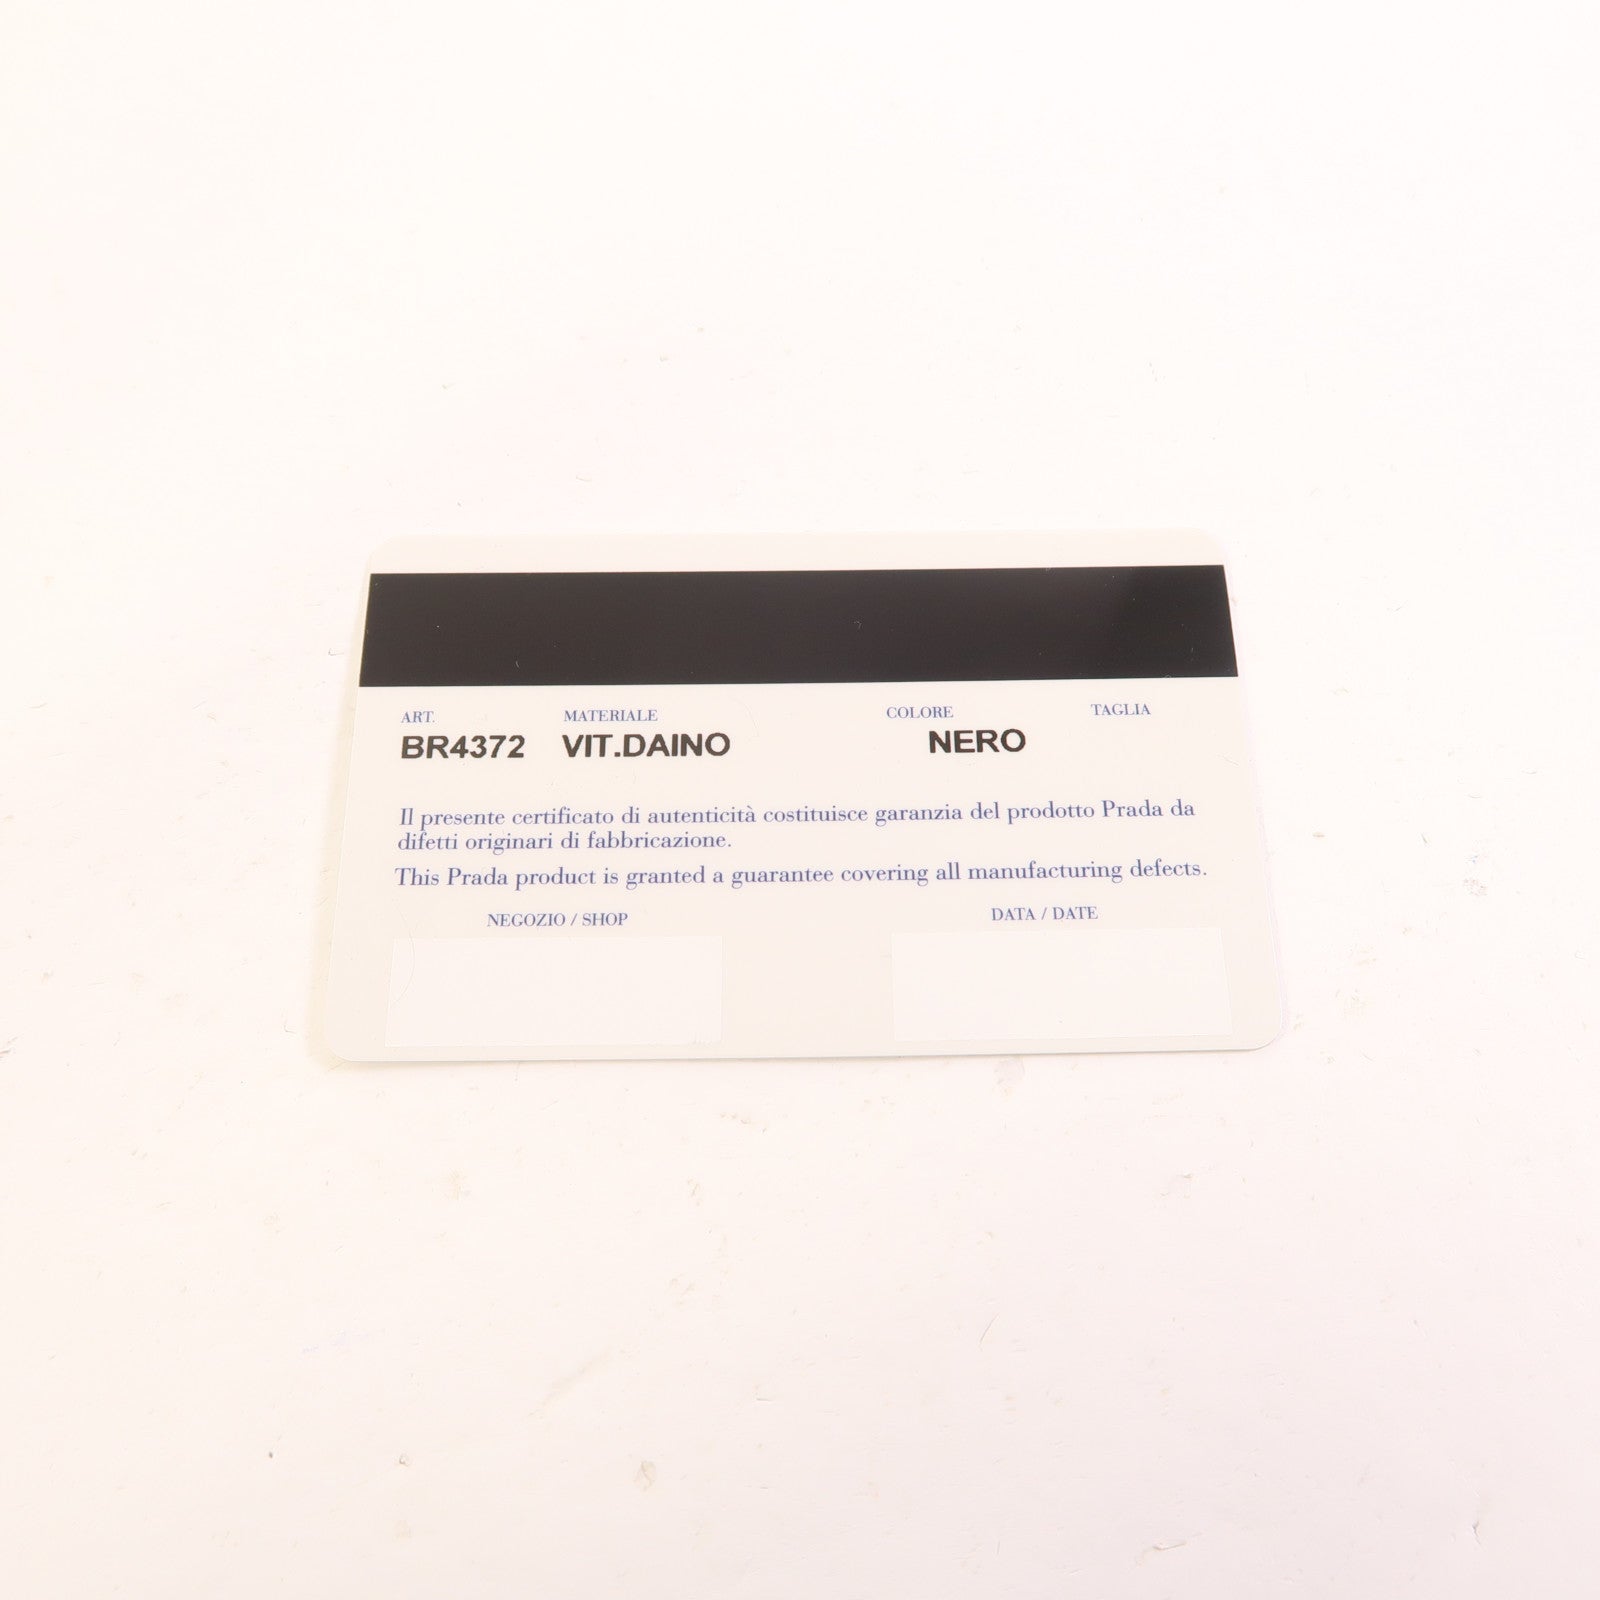 ART. MATERIALE COLORE TAGLIA
BR4372 VIT.DAINO NERO
Il presente certificato di autenticità costituisce garanzia del prodotto Prada da
difetti originari di fabbricazione.
This Prada product is granted a guarantee covering all manufacturing defects.
NEGOZIO / SHOP DATA / DATE